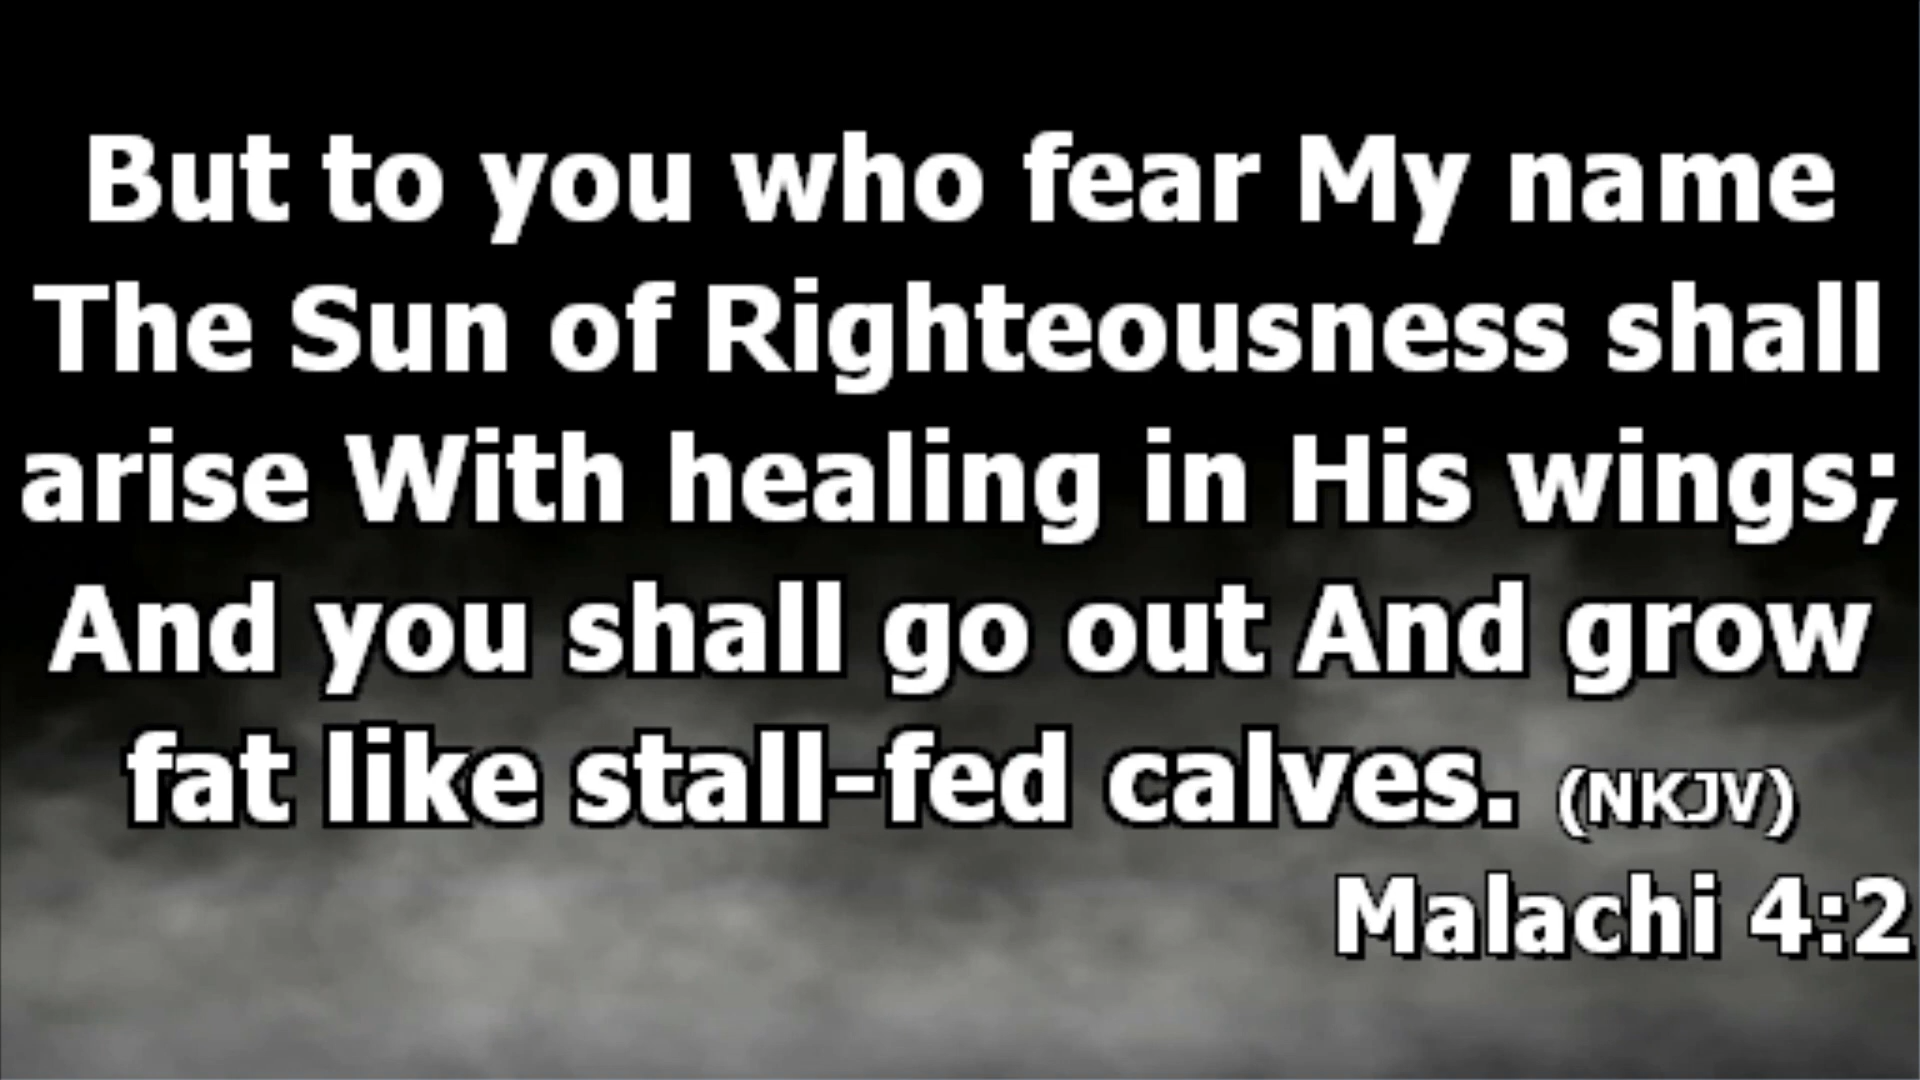 But to you who fear My name
The Sun of Righteousness shall
arise With healing in His wings;
And you shall go out And grow
fat like stall-fed calves. (NKJV)
Malachi 4:2